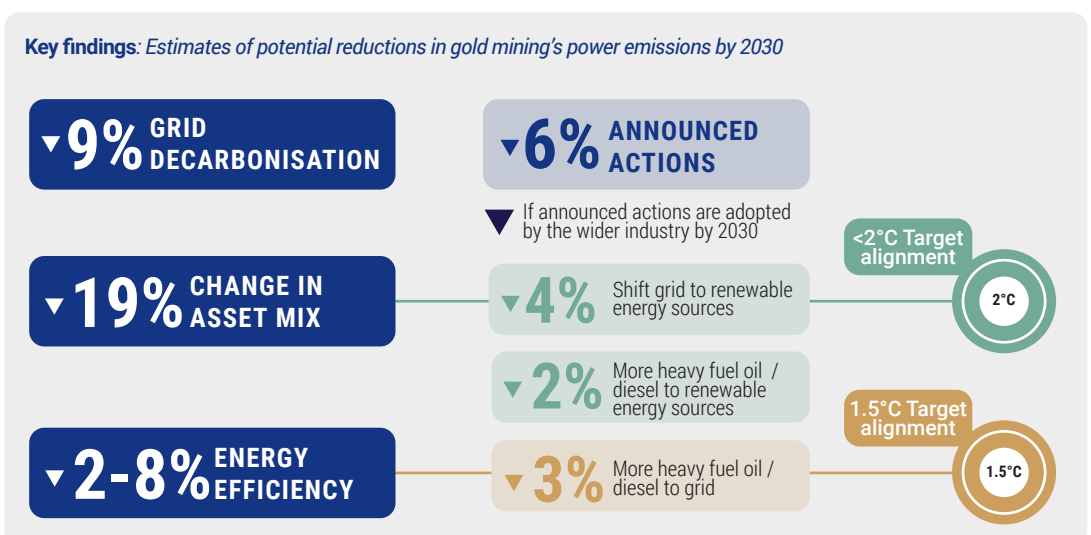 Key findings: Estimates of potential reductions in gold mining's power emissions by 2030
9% GRID
DECARBONISATION
6% ANNOUNCED
ACTIONS
If announced actions are adopted
by the wider industry by 2030
19% CHANGE IN
ASSET MIX
4% Shift grid to renewable
energy sources
<2°C Target
alignment
2°C
2% More heavy fuel oil /
diesel to renewable
energy sources
2-8% ENERGY
EFFICIENCY
3% More heavy fuel oil /
diesel to grid
1.5°C Target
alignment
1.5°C